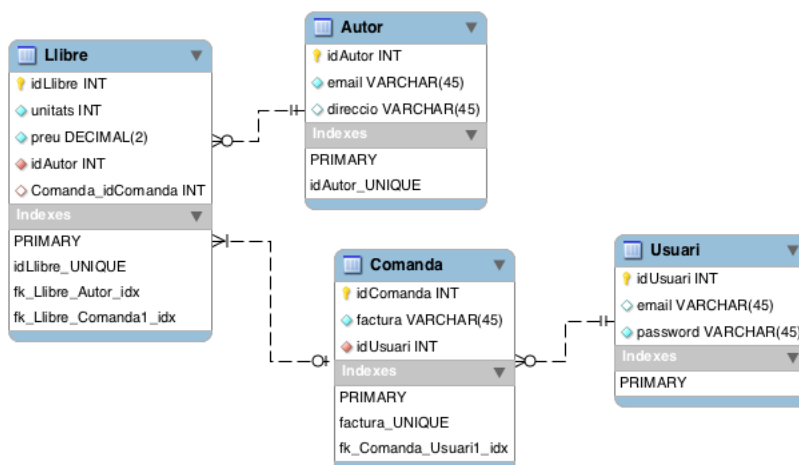 Llibre
idLlibre INT
unitats INT
preu DECIMAL(2)
idAutor INT
Comanda_idComanda INT
Indexes
PRIMARY
idLlibre_UNIQUE
fk_Llibre_Autor_idx
fk_Llibre_Comanda1_idx
Autor
idAutor INT
email VARCHAR(45)
direccio VARCHAR(45)
Indexes
PRIMARY
idAutor_UNIQUE
Comanda
idComanda INT
factura VARCHAR(45)
idUsuari INT
Indexes
PRIMARY
factura_UNIQUE
fk_Comanda_Usuari1_idx
Usuari
idUsuari INT
email VARCHAR(45)
password VARCHAR(45)
Indexes
PRIMARY